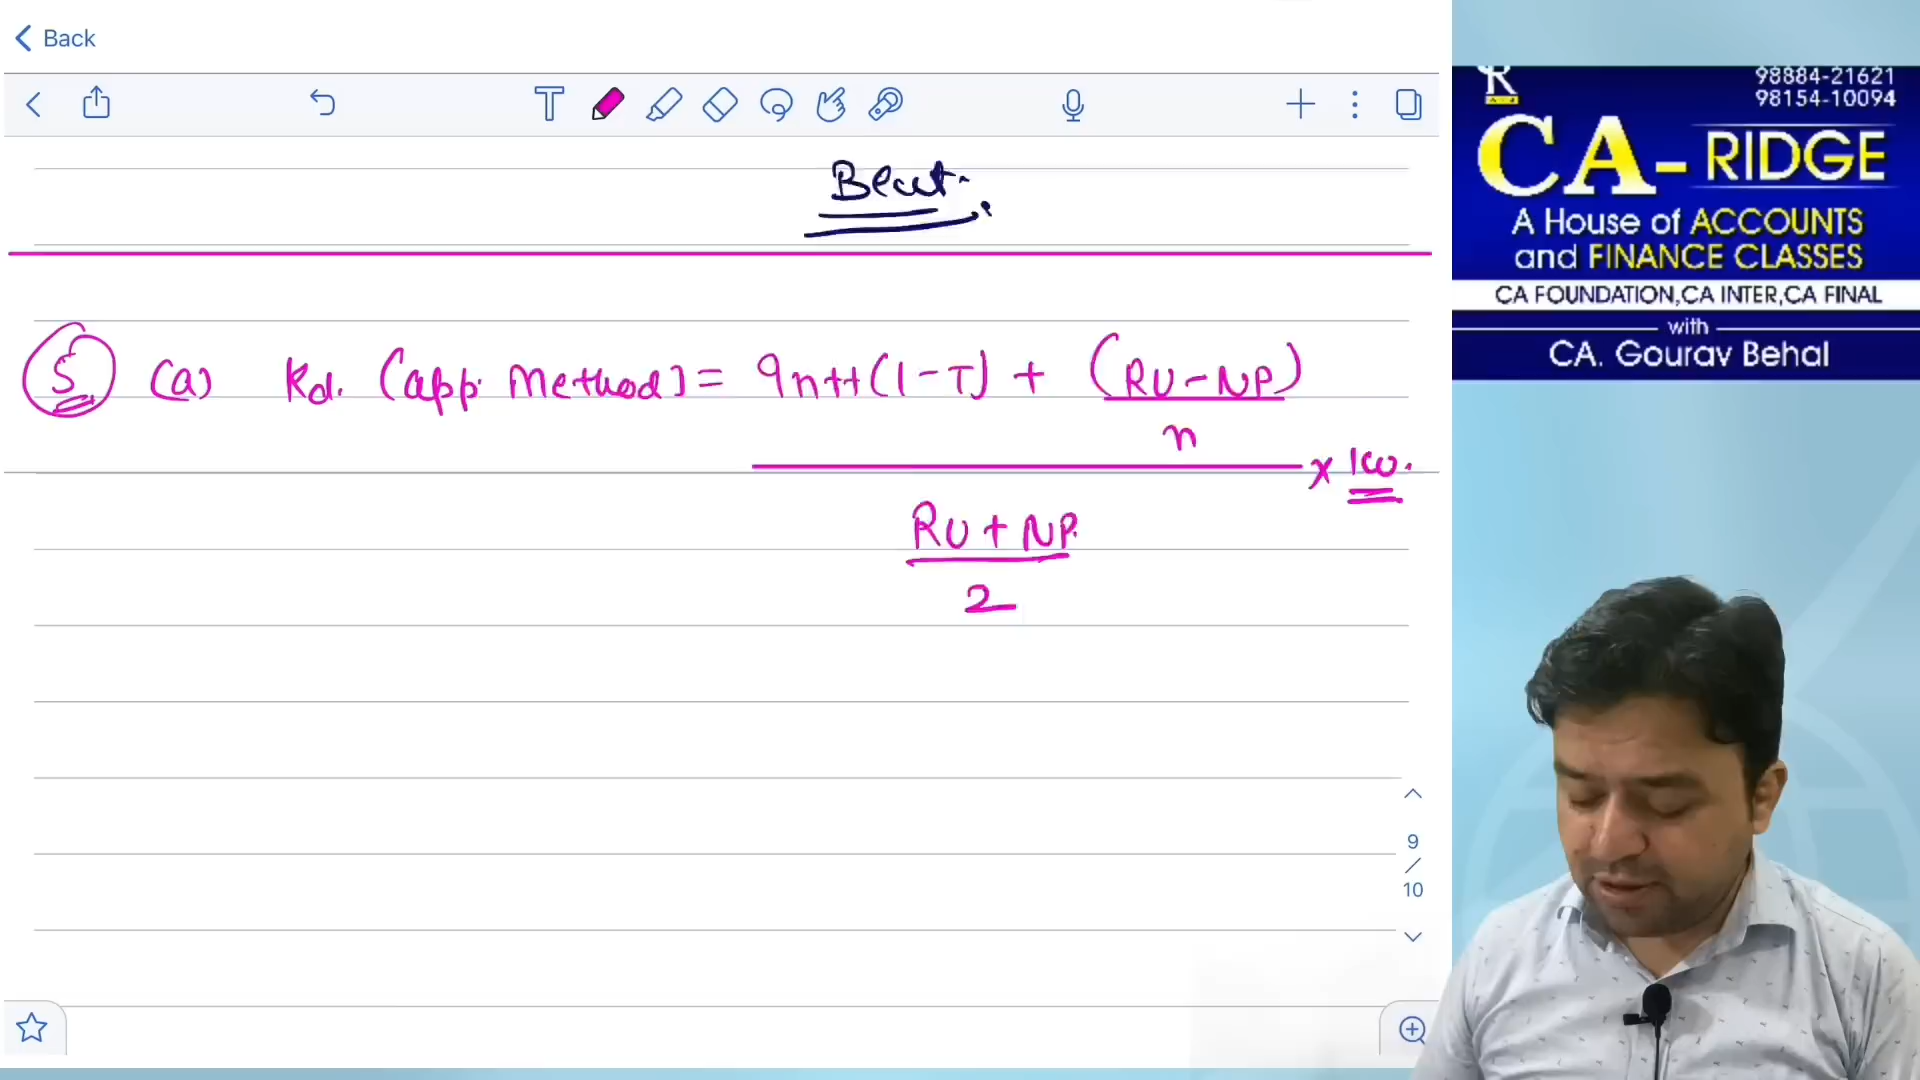 Back
T
Beut.
5 (a) Kd. (app. Method) = Int (1-T) + (RV-NP)
n
x 100.
RV + NP
2
9
/
10
R
98884-21621
98154-10094
CA- RIDGE
A House of ACCOUNTS
and FINANCE CLASSES
CA FOUNDATION,CA INTER,CA FINAL
with
CA. Gourav Behal